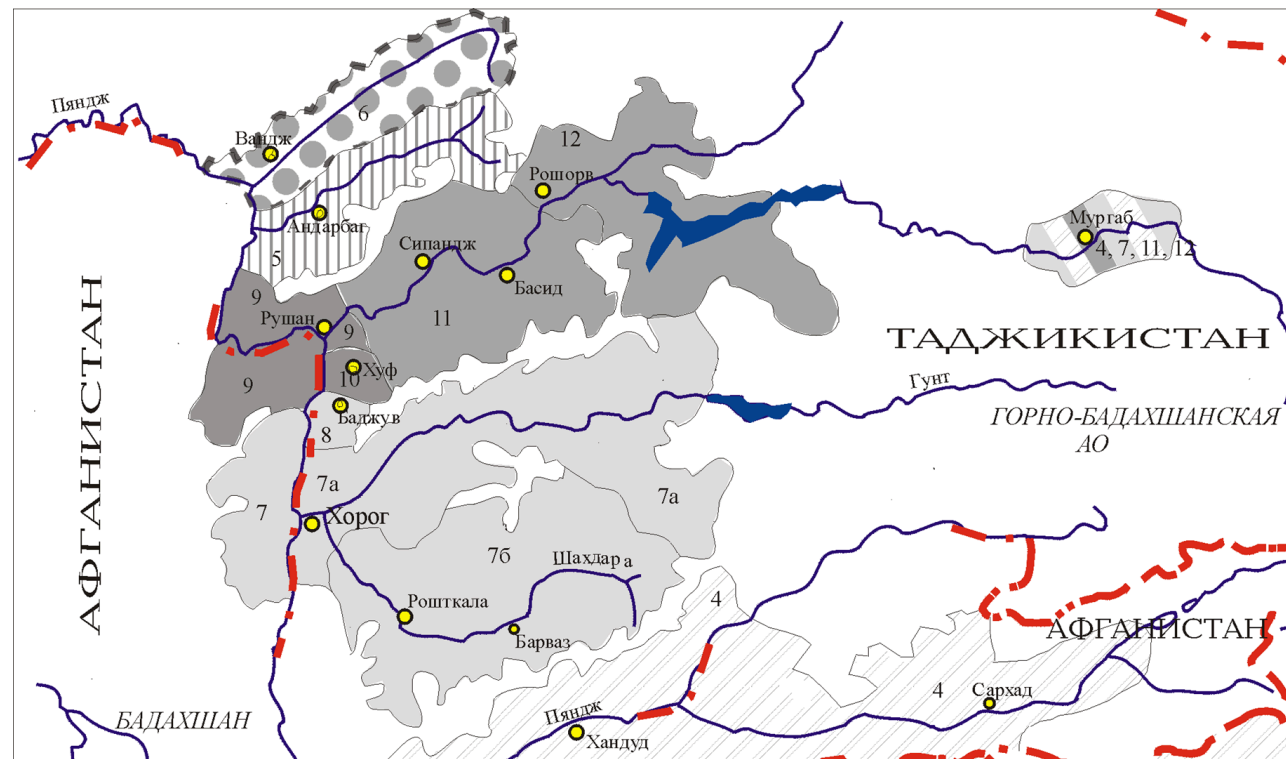 Пяндж
6
Вандж
12
Рошорв
Андарбаг
Мургаб
4, 7, 11, 12
5
Сипандж
Басид
9
Рушан
9
11
ТАДЖИКИСТАН
9
10
Хуф
Гунт
Баджув
8
ГОРНО-БАДАХШАНСКАЯ
АО
АФГАНИСТАН
7а
7а
7
Хорог
7б
Шахдара
Рошткала
4
Барваз
АФГАНИСТАН
4
Сархад
БАДАХШАН
Пяндж
Хандуд